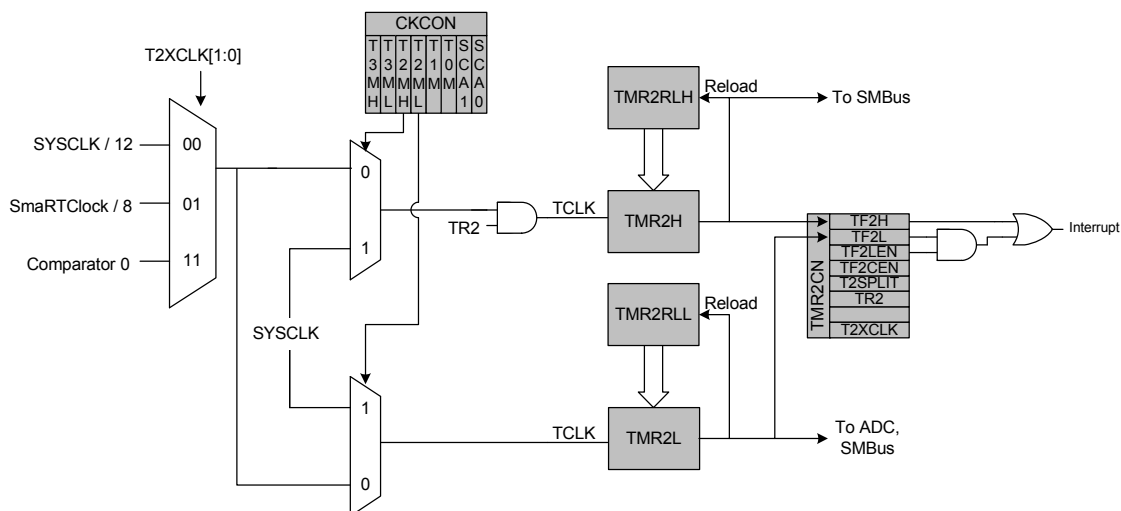 CKCON
T3MH T3ML T2MH T2ML T1M T0M SCA1 SCA0
T2XCLK[1:0]
SYSCLK / 12
00
SmaRTClock / 8
01
Comparator 0
11
0
1
SYSCLK
1
0
TR2
TCLK
TMR2RLH
Reload
To SMBus
TMR2H
TMR2RLL
Reload
TCLK
TMR2L
To ADC,
SMBus
TMR2CN
TF2H
TF2L
TF2LEN
TF2CEN
T2SPLIT
TR2
T2XCLK
Interrupt